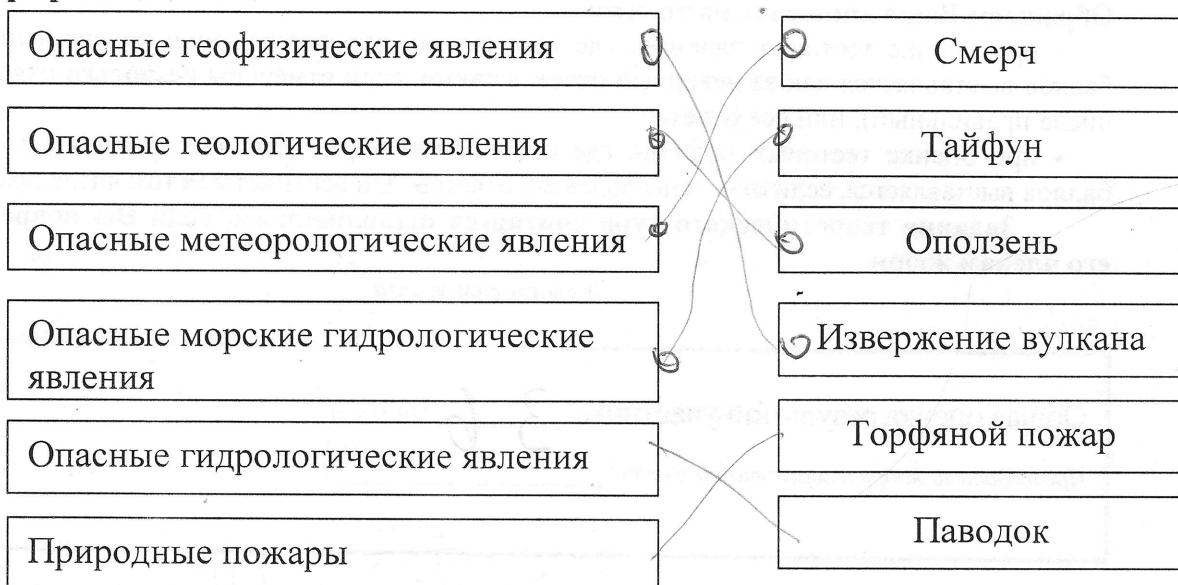 Опасные геофизические явления
Смерч
Опасные геологические явления
Тайфун
Опасные метеорологические явления
Оползень
Опасные морские гидрологические
явления
Извержение вулкана
Опасные гидрологические явления
Торфяной пожар
Природные пожары
Паводок